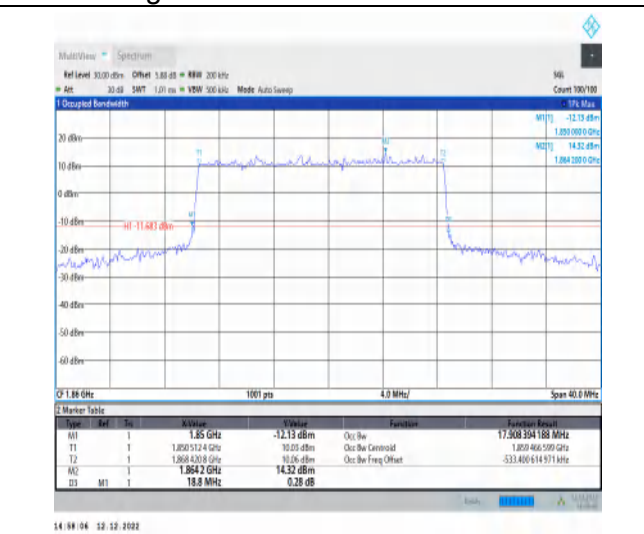 MultiView Spectrum
Ref Level 30.00 dBm Offset 5.88 dB RBW 200 kHz SGL
Att 30 dB SWT 1.01 ms VBW 500 kHz Mode Auto Sweep Count 100/100
1 Occupied Bandwidth 1Pk Max
M1[1] -12.13 dBm
1.850 000 0 GHz
M2[1] 14.32 dBm
1.864 200 0 GHz
20 dBm
10 dBm
0 dBm
-10 dBm
H1 -11.683 dBm
-20 dBm
-30 dBm
-40 dBm
-50 dBm
-60 dBm
CF 1.86 GHz 1001 pts 4.0 MHz/ Span 40.0 MHz
2 Marker Table
Type Ref Trc X-Value Y-Value Function Function Result
M1 1 1.85 GHz -12.13 dBm Occ Bw 17.908 394 188 MHz
T1 1 1.850 512 4 GHz 10.05 dBm Occ Bw Centroid 1.859 466 599 GHz
T2 1 1.868 420 8 GHz 10.06 dBm Occ Bw Freq Offset -533.400 614 971 kHz
M2 1 1.864 2 GHz 14.32 dBm
D3 M1 1 18.8 MHz 0.28 dB
14:58:06 12.12.2022